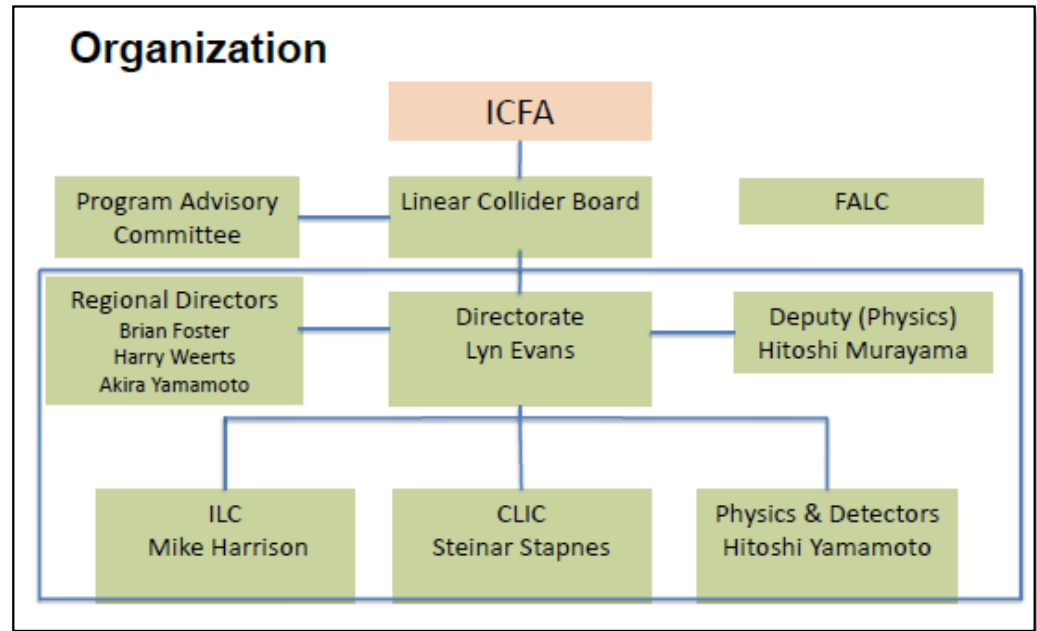 Organization
ICFA
Program Advisory
Committee
Linear Collider Board
FALC
Regional Directors
Brian Foster
Harry Weerts
Akira Yamamoto
Directorate
Lyn Evans
Deputy (Physics)
Hitoshi Murayama
ILC
Mike Harrison
CLIC
Steinar Stapnes
Physics & Detectors
Hitoshi Yamamoto